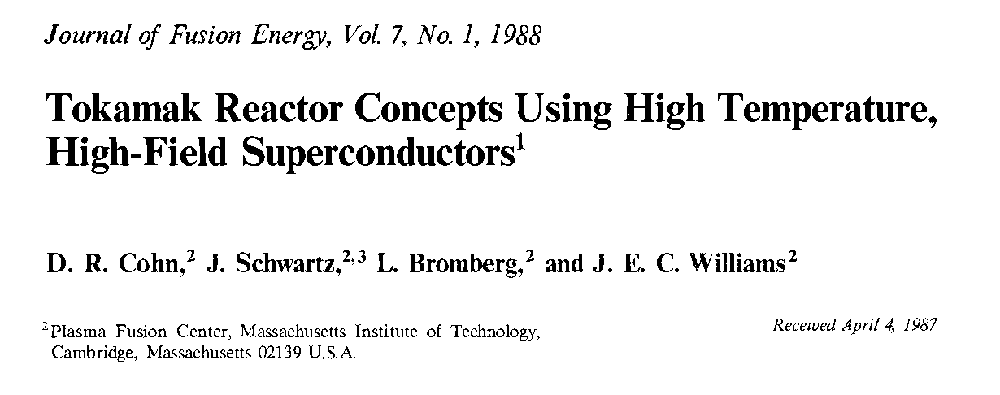 Journal of Fusion Energy, Vol. 7, No. 1, 1988
Tokamak Reactor Concepts Using High Temperature,
High-Field Superconductors¹
D. R. Cohn,² J. Schwartz,²,³ L. Bromberg,² and J. E. C. Williams²
²Plasma Fusion Center, Massachusetts Institute of Technology,
Cambridge, Massachusetts 02139 U.S.A.
Received April 4, 1987